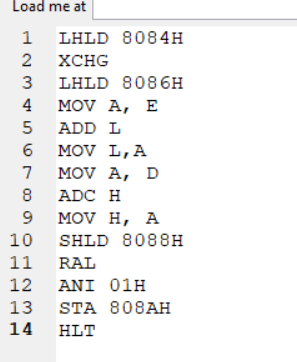 Load me at
1 LHLD 8084H
2 XCHG
3 LHLD 8086H
4 MOV A, E
5 ADD L
6 MOV L,A
7 MOV A, D
8 ADC H
9 MOV H, A
10 SHLD 8088H
11 RAL
12 ANI 01H
13 STA 808AH
14 HLT